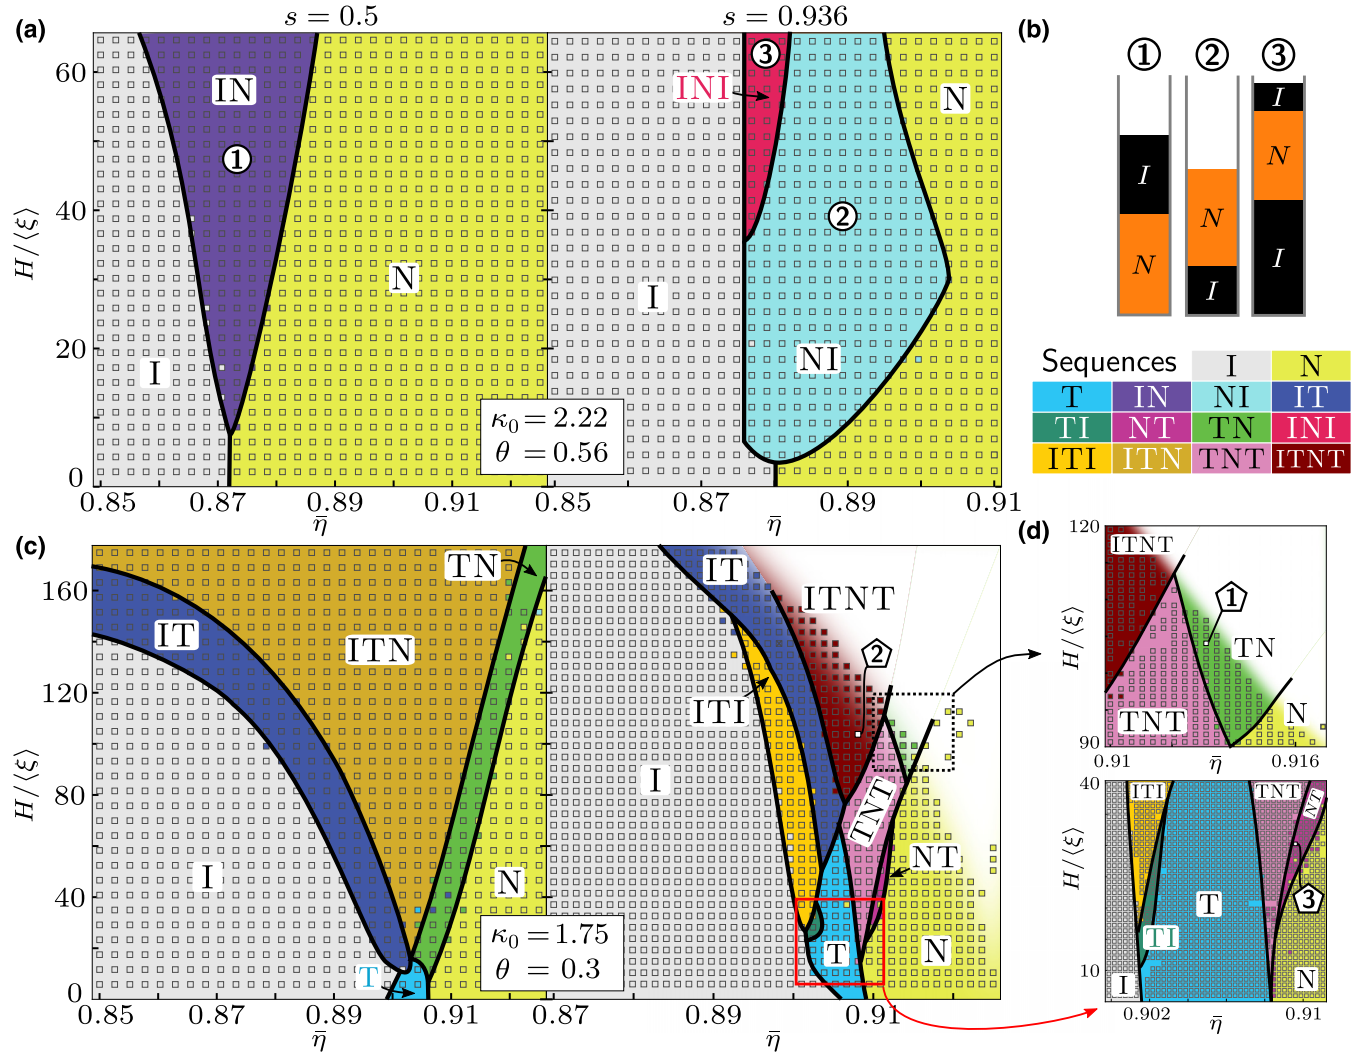 (a)
s = 0.5
s = 0.936
(b)
H/⟨ξ⟩
60
40
20
0
IN
1
I
N
3
INI
N
2
I
NI
κ₀ = 2.22
θ = 0.56
0.85
0.87
0.89
0.91
0.85
0.87
0.89
0.91
η̄
η̄
1
2
3
I
N
N
I
I
N
I
Sequences
I
N
T
IN
NI
IT
TI
NT
TN
INI
ITI
ITN
TNT
ITNT
(c)
H/⟨ξ⟩
160
120
80
40
0
TN
IT
ITN
I
N
T
κ₀ = 1.75
θ = 0.3
IT
ITNT
2
ITI
I
TNT
NT
T
N
0.85
0.87
0.89
0.91
0.87
0.89
0.91
η̄
η̄
(d)
H/⟨ξ⟩
120
90
ITNT
1
TN
TNT
N
0.91
η̄
0.916
H/⟨ξ⟩
40
10
ITI
TNT
NT
T
3
TI
I
N
0.902
η̄
0.91